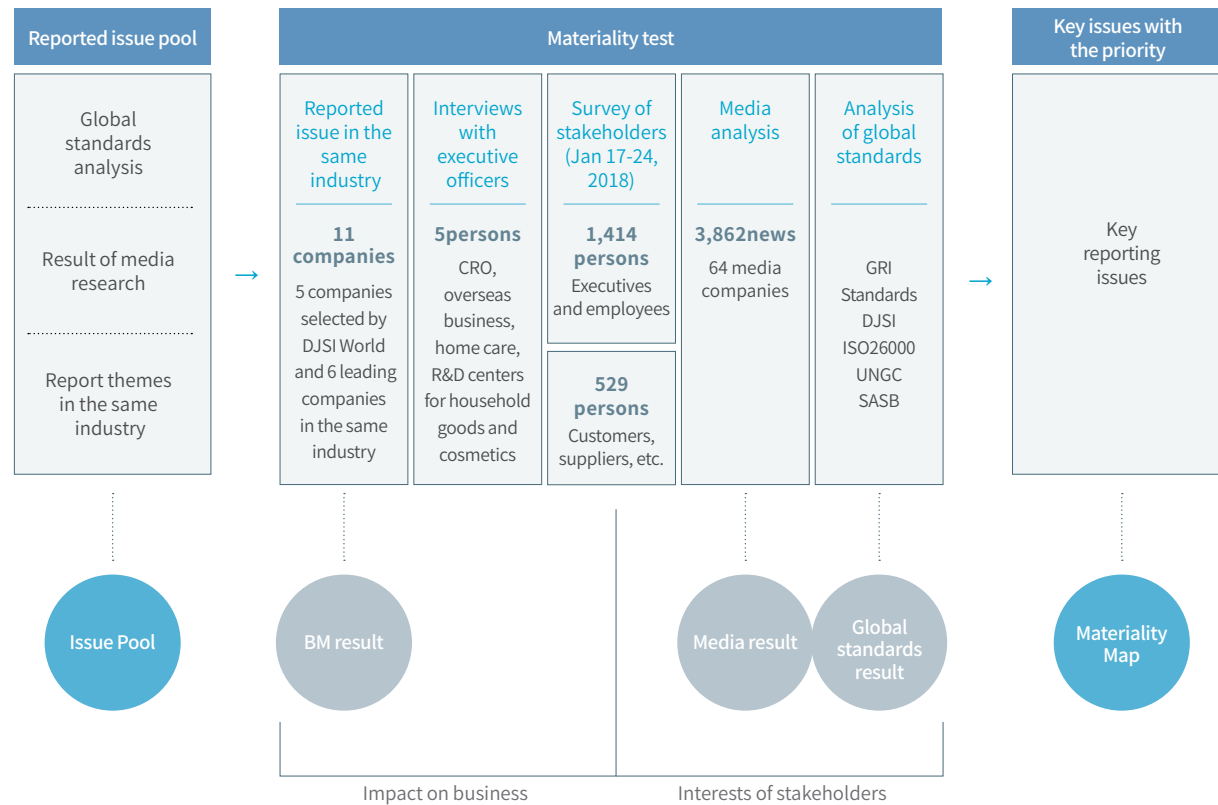 Reported issue pool
Global
standards
analysis
Result of media
research
Report themes
in the same
industry
Issue Pool
→
Materiality test
Reported
issue in the
same
industry
11
companies
5 companies
selected by
DJSI World
and 6 leading
companies
in the same
industry
BM result
Interviews
with
executive
officers
5persons
CRO,
overseas
business,
home care,
R&D centers
for household
goods and
cosmetics
Survey of
stakeholders
(Jan 17-24,
2018)
1,414
persons
Executives
and employees
529
persons
Customers,
suppliers, etc.
Media
analysis
3,862news
64 media
companies
Media result
Analysis
of global
standards
GRI
Standards
DJSI
ISO26000
UNGC
SASB
Global
standards
result
Impact on business
Interests of stakeholders
→
Key issues with
the priority
Key
reporting
issues
Materiality
Map